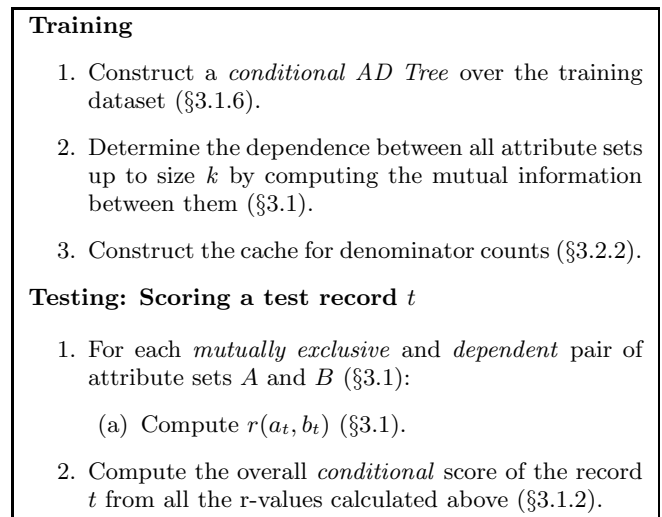 Training
1. Construct a conditional AD Tree over the training
dataset (§3.1.6).
2. Determine the dependence between all attribute sets
up to size k by computing the mutual information
between them (§3.1).
3. Construct the cache for denominator counts (§3.2.2).
Testing: Scoring a test record t
1. For each mutually exclusive and dependent pair of
attribute sets A and B (§3.1):
(a) Compute r(aₜ, bₜ) (§3.1).
2. Compute the overall conditional score of the record
t from all the r-values calculated above (§3.1.2).